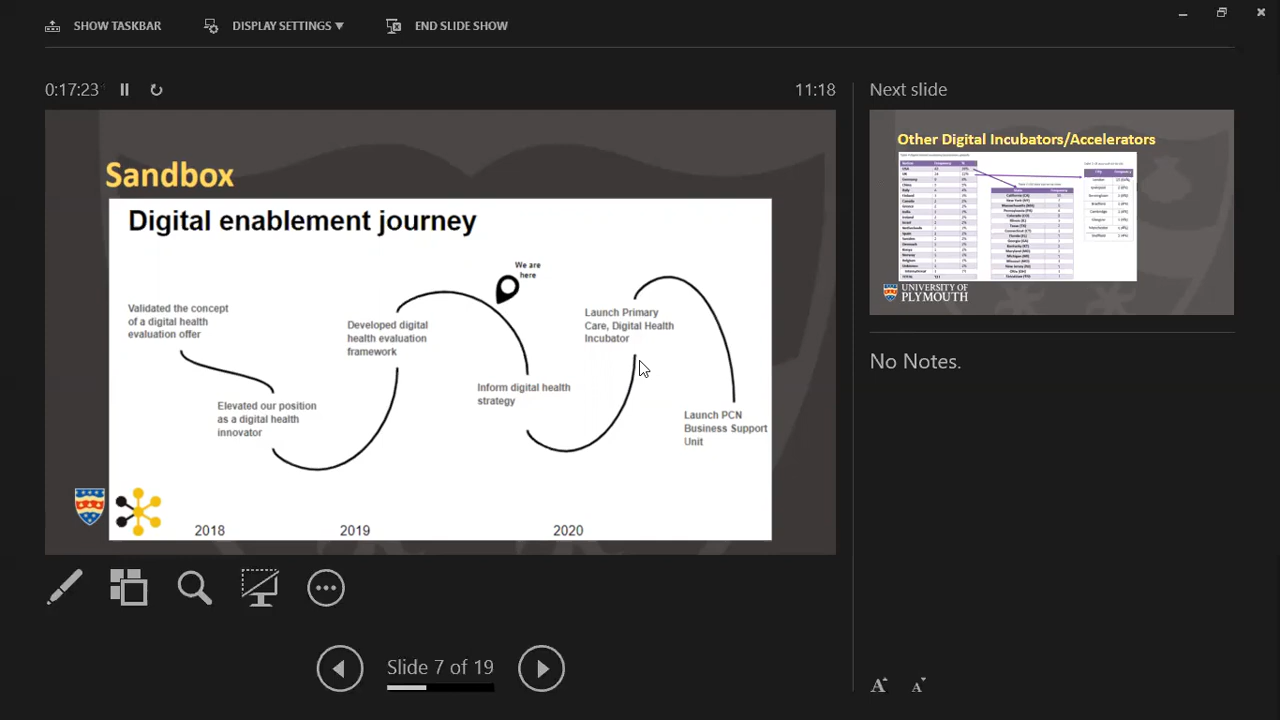 SHOW TASKBAR
DISPLAY SETTINGS ▼
END SLIDE SHOW
0:17:23
11:18
Next slide
Sandbox
Digital enablement journey
We are
here
Validated the concept
of a digital health
evaluation offer
Elevated our position
as a digital health
innovator
Developed digital
health evaluation
framework
Inform digital health
strategy
Launch Primary
Care, Digital Health
Incubator
Launch PCN
Business Support
Unit
2018
2019
2020
Other Digital Incubators/Accelerators
UNIVERSITY OF
PLYMOUTH
No Notes.
Slide 7 of 19
A
A